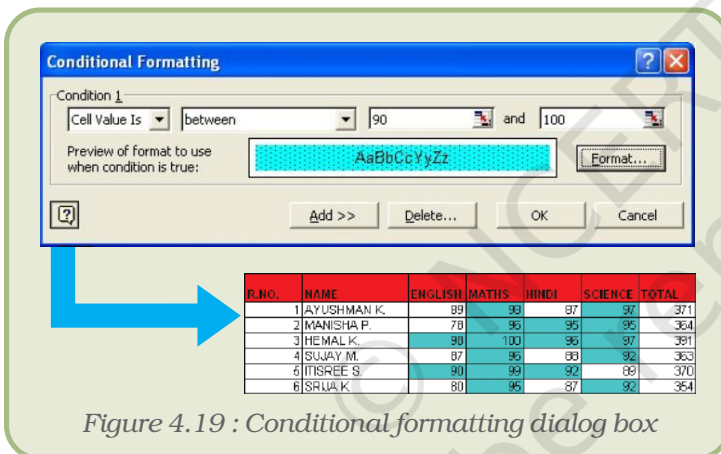 Conditional Formatting
Condition 1
Cell Value Is between 90 and 100
Preview of format to use
when condition is true:
AaBbCcYyZz
Format...
Add >> Delete... OK Cancel
R.NO. NAME ENGLISH MATHS HINDI SCIENCE TOTAL
1 AYUSHMAN K. 89 98 87 97 371
2 MANISHA P. 78 96 95 95 364
3 HEMAL K. 98 100 96 97 391
4 SUJAY M. 87 96 88 92 363
5 ITISREE S. 90 99 92 89 370
6 SRIJA K 80 95 87 92 354
Figure 4.19 : Conditional formatting dialog box
© NCERT
be re